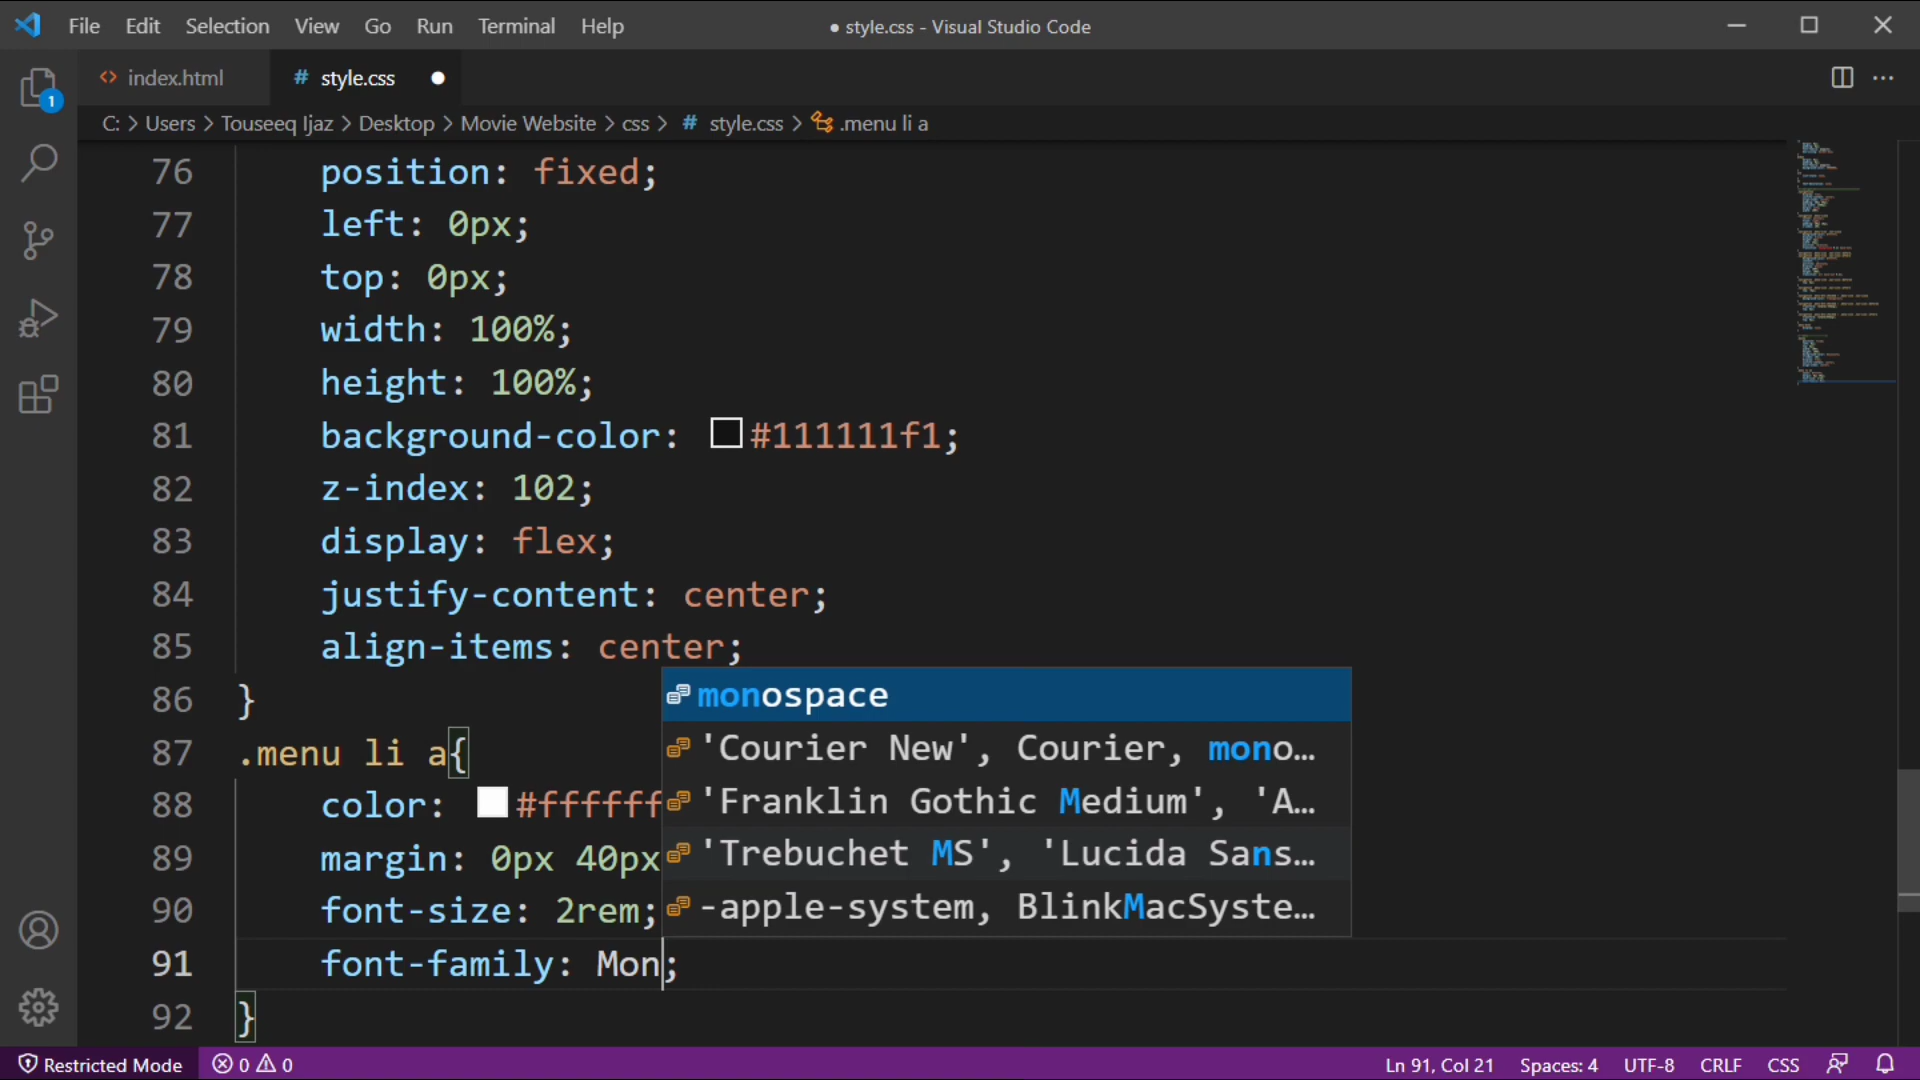 File Edit Selection View Go Run Terminal Help ● style.css - Visual Studio Code
<> index.html # style.css ●
C: > Users > Touseeq Ijaz > Desktop > Movie Website > css > # style.css > .menu li a
1
76 position: fixed;
77 left: 0px;
78 top: 0px;
79 width: 100%;
80 height: 100%;
81 background-color: #111111f1;
82 z-index: 102;
83 display: flex;
84 justify-content: center;
85 align-items: center;
86 }
monospace
87 .menu li a{
'Courier New', Courier, mono…
88 color: #ffffff
'Franklin Gothic Medium', 'A…
89 margin: 0px 40px
'Trebuchet MS', 'Lucida Sans…
90 font-size: 2rem;
-apple-system, BlinkMacSyste…
91 font-family: Mon;
92 }
Restricted Mode 0 0 Ln 91, Col 21 Spaces: 4 UTF-8 CRLF CSS